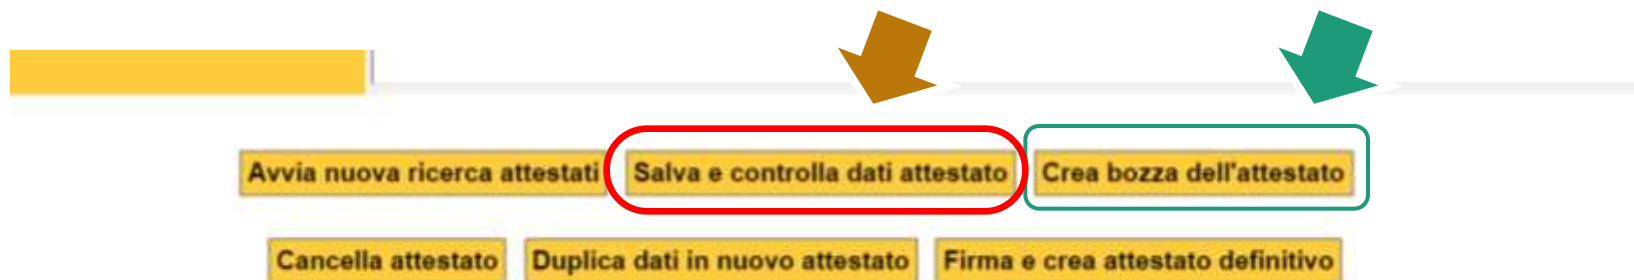 Avvia nuova ricerca attestati Salva e controlla dati attestato Crea bozza dell'attestato
Cancella attestato Duplica dati in nuovo attestato Firma e crea attestato definitivo